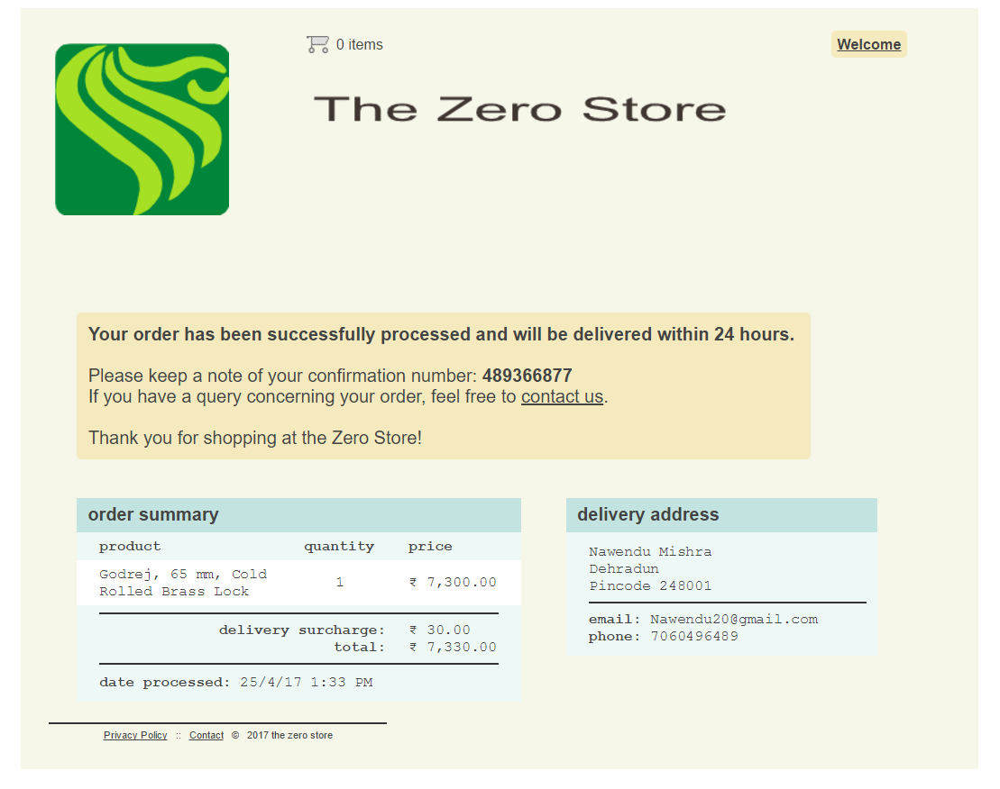 0 items
Welcome
The Zero Store
Your order has been successfully processed and will be delivered within 24 hours.
Please keep a note of your confirmation number: 489366877
If you have a query concerning your order, feel free to contact us.
Thank you for shopping at the Zero Store!
order summary
product quantity price
Godrej, 65 mm, Cold
Rolled Brass Lock
1
₹ 7,300.00
delivery surcharge: ₹ 30.00
total: ₹ 7,330.00
date processed: 25/4/17 1:33 PM
delivery address
Nawendu Mishra
Dehradun
Pincode 248001
email: Nawendu20@gmail.com
phone: 7060496489
Privacy Policy :: Contact © 2017 the zero store